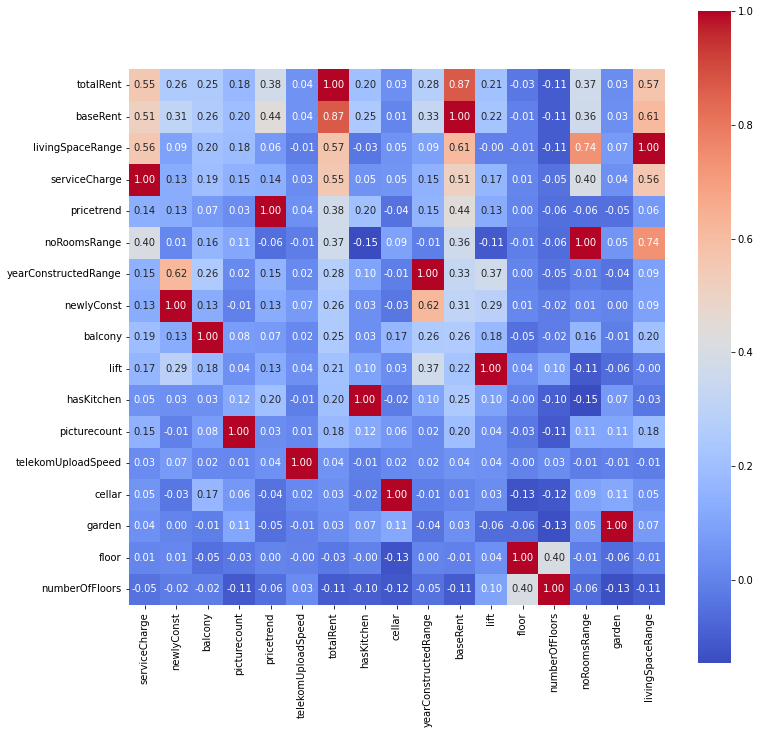 totalRent 0.55 0.26 0.25 0.18 0.38 0.04 1.00 0.20 0.03 0.28 0.87 0.21 -0.03 -0.11 0.37 0.03 0.57
baseRent 0.51 0.31 0.26 0.20 0.44 0.04 0.87 0.25 0.01 0.33 1.00 0.22 -0.01 -0.11 0.36 0.03 0.61
livingSpaceRange 0.56 0.09 0.20 0.18 0.06 -0.01 0.57 -0.03 0.05 0.09 0.61 -0.00 -0.01 -0.11 0.74 0.07 1.00
serviceCharge 1.00 0.13 0.19 0.15 0.14 0.03 0.55 0.05 0.05 0.15 0.51 0.17 0.01 -0.05 0.40 0.04 0.56
pricetrend 0.14 0.13 0.07 0.03 1.00 0.04 0.38 0.20 -0.04 0.15 0.44 0.13 0.00 -0.06 -0.06 -0.05 0.06
noRoomsRange 0.40 0.01 0.16 0.11 -0.06 -0.01 0.37 -0.15 0.09 -0.01 0.36 -0.11 -0.01 -0.06 1.00 0.05 0.74
yearConstructedRange 0.15 0.62 0.26 0.02 0.15 0.02 0.28 0.10 -0.01 1.00 0.33 0.37 0.00 -0.05 -0.01 -0.04 0.09
newlyConst 0.13 1.00 0.13 -0.01 0.13 0.07 0.26 0.03 -0.03 0.62 0.31 0.29 0.01 -0.02 0.01 0.00 0.09
balcony 0.19 0.13 1.00 0.08 0.07 0.02 0.25 0.03 0.17 0.26 0.26 0.18 -0.05 -0.02 0.16 -0.01 0.20
lift 0.17 0.29 0.18 0.04 0.13 0.04 0.21 0.10 0.03 0.37 0.22 1.00 0.04 0.10 -0.11 -0.06 -0.00
hasKitchen 0.05 0.03 0.03 0.12 0.20 -0.01 0.20 1.00 -0.02 0.10 0.25 0.10 -0.00 -0.10 -0.15 0.07 -0.03
picturecount 0.15 -0.01 0.08 1.00 0.03 0.01 0.18 0.12 0.06 0.02 0.20 0.04 -0.03 -0.11 0.11 0.11 0.18
telekomUploadSpeed 0.03 0.07 0.02 0.01 0.04 1.00 0.04 -0.01 0.02 0.02 0.04 0.04 -0.00 0.03 -0.01 -0.01 -0.01
cellar 0.05 -0.03 0.17 0.06 -0.04 0.02 0.03 -0.02 1.00 -0.01 0.01 0.03 -0.13 -0.12 0.09 0.11 0.05
garden 0.04 0.00 -0.01 0.11 -0.05 -0.01 0.03 0.07 0.11 -0.04 0.03 -0.06 -0.06 -0.13 0.05 1.00 0.07
floor 0.01 0.01 -0.05 -0.03 0.00 -0.00 -0.03 -0.00 -0.13 0.00 -0.01 0.04 1.00 0.40 -0.01 -0.06 -0.01
numberOfFloors -0.05 -0.02 -0.02 -0.11 -0.06 0.03 -0.11 -0.10 -0.12 -0.05 -0.11 0.10 0.40 1.00 -0.06 -0.13 -0.11
serviceCharge
newlyConst
balcony
picturecount
pricetrend
telekomUploadSpeed
totalRent
hasKitchen
cellar
yearConstructedRange
baseRent
lift
floor
numberOfFloors
noRoomsRange
garden
livingSpaceRange
1.0
0.8
0.6
0.4
0.2
0.0